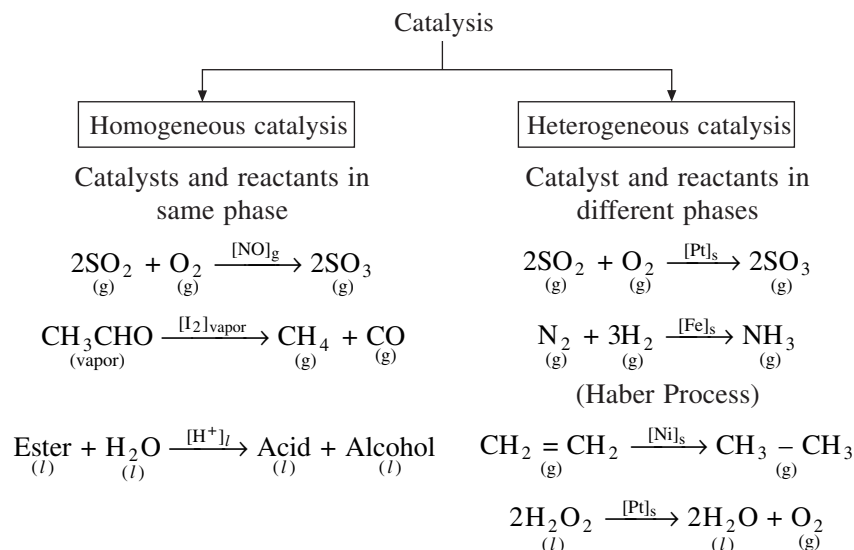 Catalysis
Homogeneous catalysis
Catalysts and reactants in
same phase
2SO₂ + O₂ [NO]g → 2SO₃
(g) (g) (g)
CH₃CHO [I₂]vapor → CH₄ + CO
(vapor) (g) (g)
Ester + H₂O [H⁺]l → Acid + Alcohol
(l) (l) (l) (l)
Heterogeneous catalysis
Catalyst and reactants in
different phases
2SO₂ + O₂ [Pt]s → 2SO₃
(g) (g) (g)
N₂ + 3H₂ [Fe]s → NH₃
(g) (g) (g)
(Haber Process)
CH₂ = CH₂ [Ni]s → CH₃ – CH₃
(g) (g)
2H₂O₂ [Pt]s → 2H₂O + O₂
(l) (l) (g)